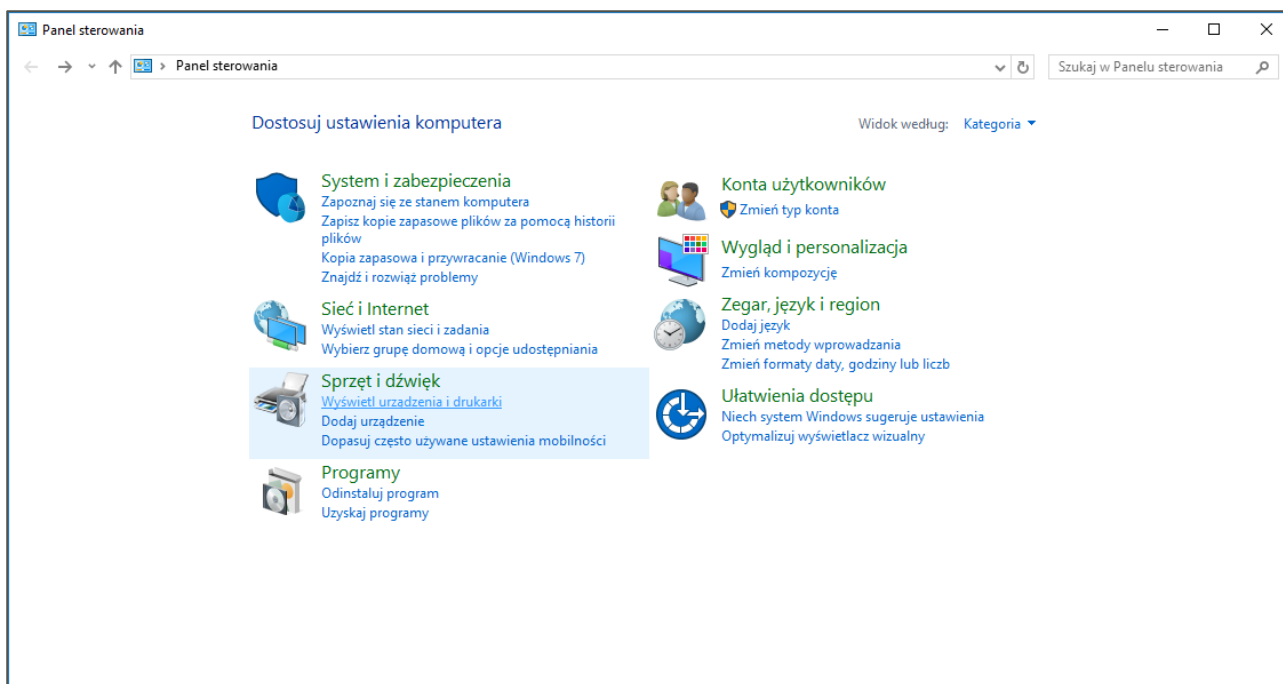 Panel sterowania
Panel sterowania
Szukaj w Panelu sterowania
Dostosuj ustawienia komputera
Widok według: Kategoria
System i zabezpieczenia
Zapoznaj się ze stanem komputera
Zapisz kopie zapasowe plików za pomocą historii
plików
Kopia zapasowa i przywracanie (Windows 7)
Znajdź i rozwiąż problemy
Sieć i Internet
Wyświetl stan sieci i zadania
Wybierz grupę domową i opcje udostępniania
Sprzęt i dźwięk
Wyświetl urządzenia i drukarki
Dodaj urządzenie
Dopasuj często używane ustawienia mobilności
Programy
Odinstaluj program
Uzyskaj programy
Konta użytkowników
Zmień typ konta
Wygląd i personalizacja
Zmień kompozycję
Zegar, język i region
Dodaj język
Zmień metody wprowadzania
Zmień formaty daty, godziny lub liczb
Ułatwienia dostępu
Niech system Windows sugeruje ustawienia
Optymalizuj wyświetlacz wizualny